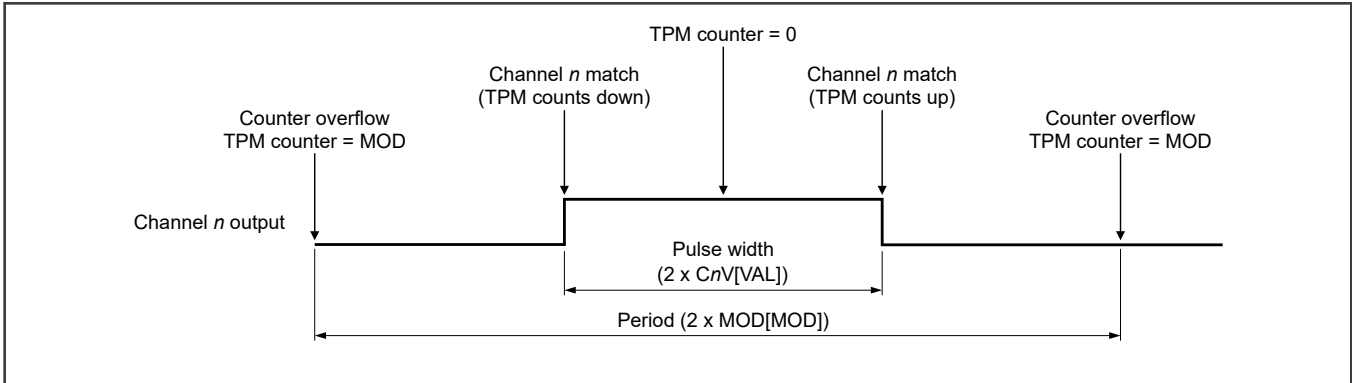 TPM counter = 0
Channel n match
(TPM counts down)
Channel n match
(TPM counts up)
Counter overflow
TPM counter = MOD
Counter overflow
TPM counter = MOD
Channel n output
Pulse width
(2 x CnV[VAL])
Period (2 x MOD[MOD])